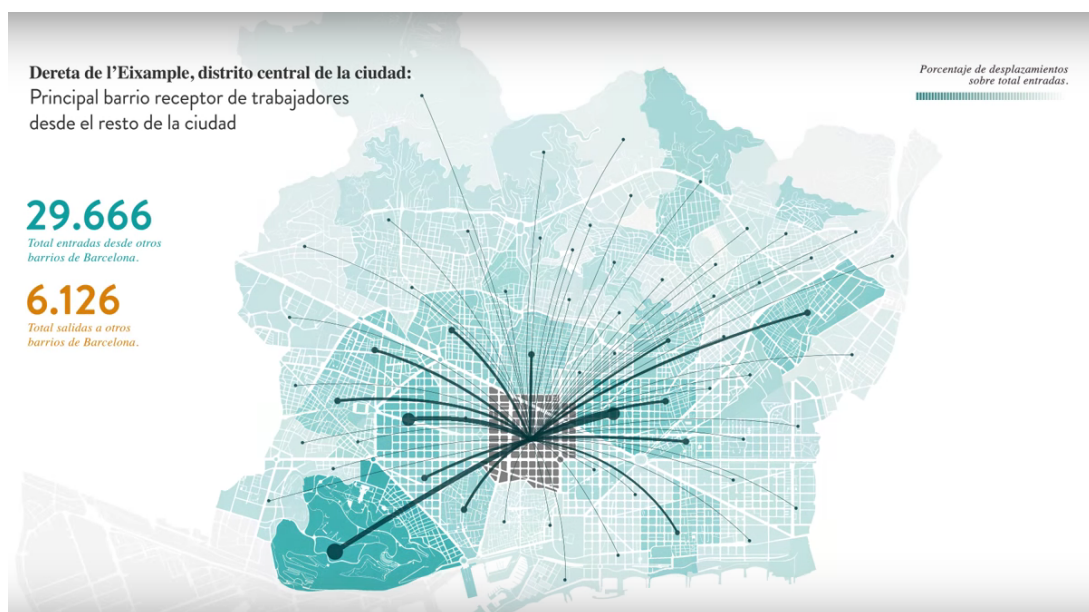 Dereta de l’Eixample, distrito central de la ciudad:
Principal barrio receptor de trabajadores
desde el resto de la ciudad
Porcentaje de desplazamientos
sobre total entradas.
29.666
Total entradas desde otros
barrios de Barcelona.
6.126
Total salidas a otros
barrios de Barcelona.